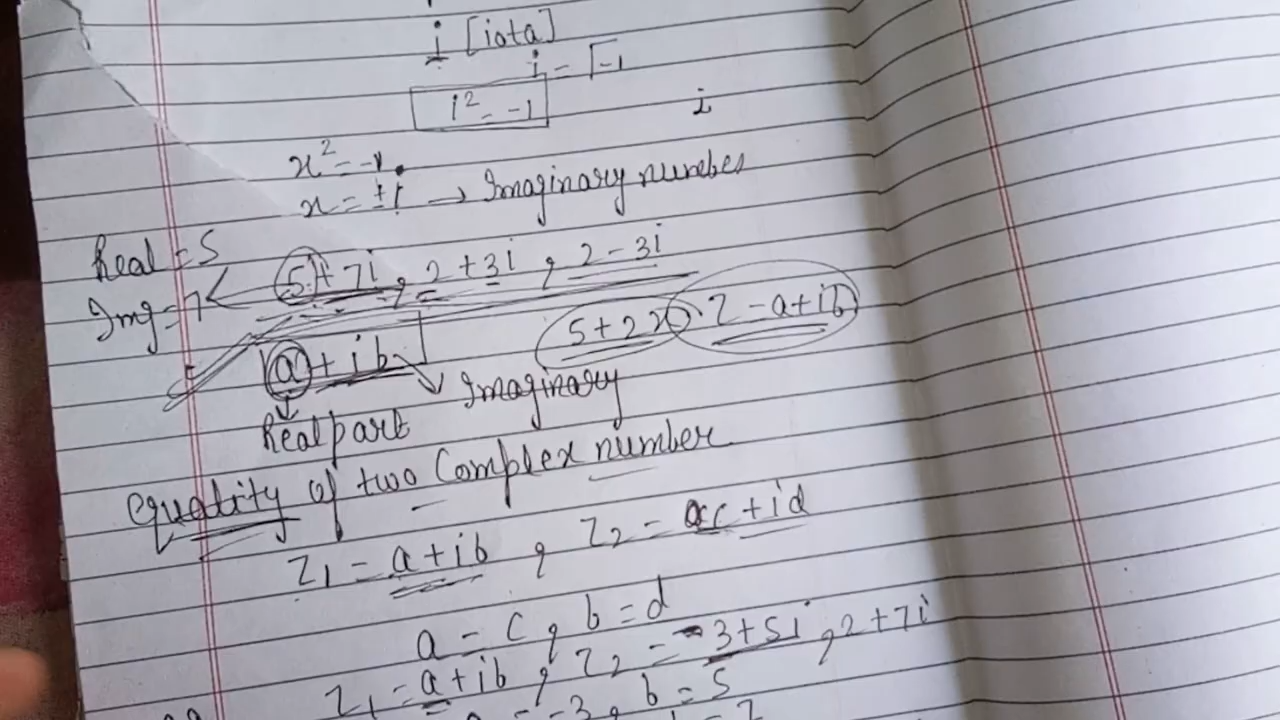 i [iota]
i = √-1
i² = -1
i
x² = -1
x = ±i → Imaginary number
Real = 5
Img = 7
5 + 7i , 2 + 3i , 2 - 3i
5 + 2x Z - a + ib
a + ib Imaginary
Real part
equality of two Complex number
Z₁ = a + ib , Z₂ = c + id
a = c , b = d
Z₁ = a + ib , Z₂ = -3 + 5i , 2 + 7i
= -3 , b = 5